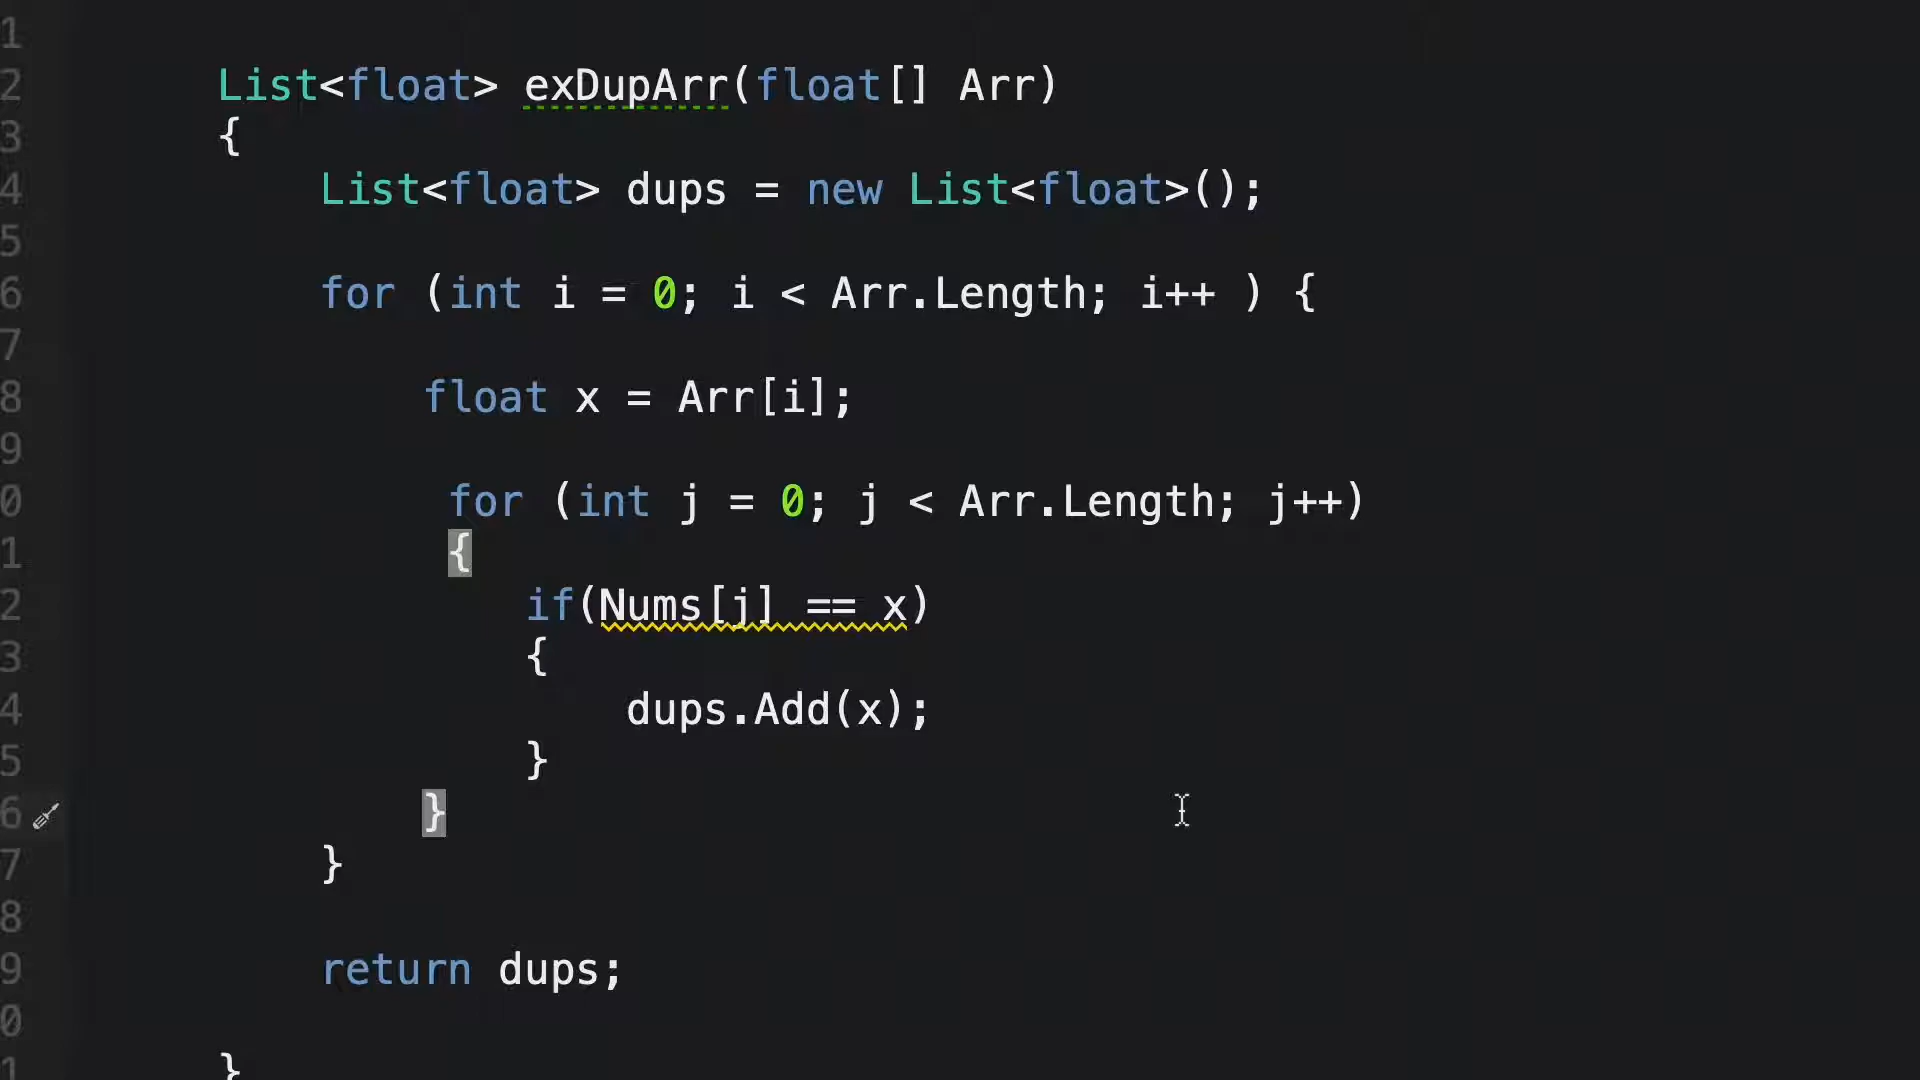 1
2 List<float> exDupArr(float[] Arr)
3 {
4 List<float> dups = new List<float>();
5
6 for (int i = 0; i < Arr.Length; i++ ) {
7
8 float x = Arr[i];
9
0 for (int j = 0; j < Arr.Length; j++)
1 {
2 if(Nums[j] == x)
3 {
4 dups.Add(x);
5 }
6 }
7 }
8
9 return dups;
0
1 }